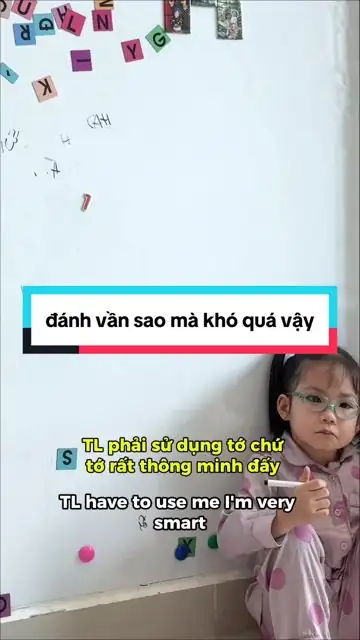 U
R G T N
H
G
Y
I
K
CAH
A
đánh vần sao mà khó quá vậy
TL phải sử dụng tớ chứ
S
tớ rất thông minh đấy
TL have to use me I'm very
smart
X